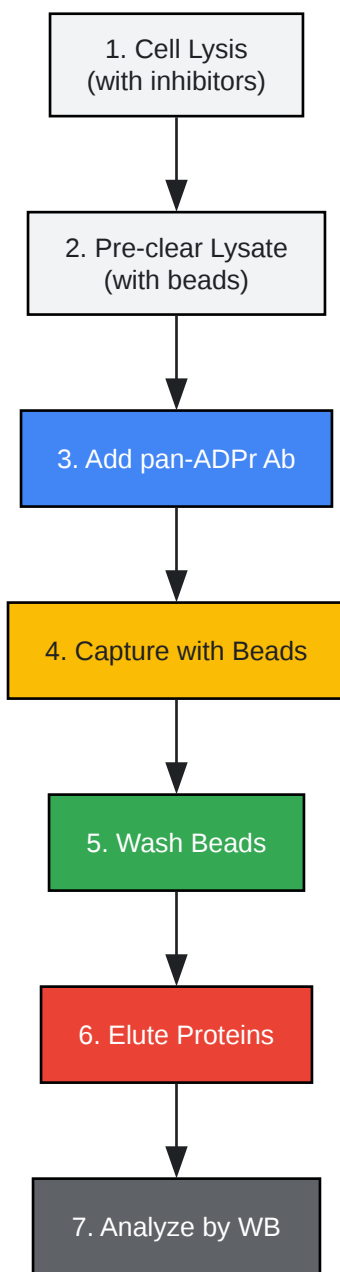 1. Cell Lysis
(with inhibitors)
2. Pre-clear Lysate
(with beads)
3. Add pan-ADPr Ab
4. Capture with Beads
5. Wash Beads
6. Elute Proteins
7. Analyze by WB